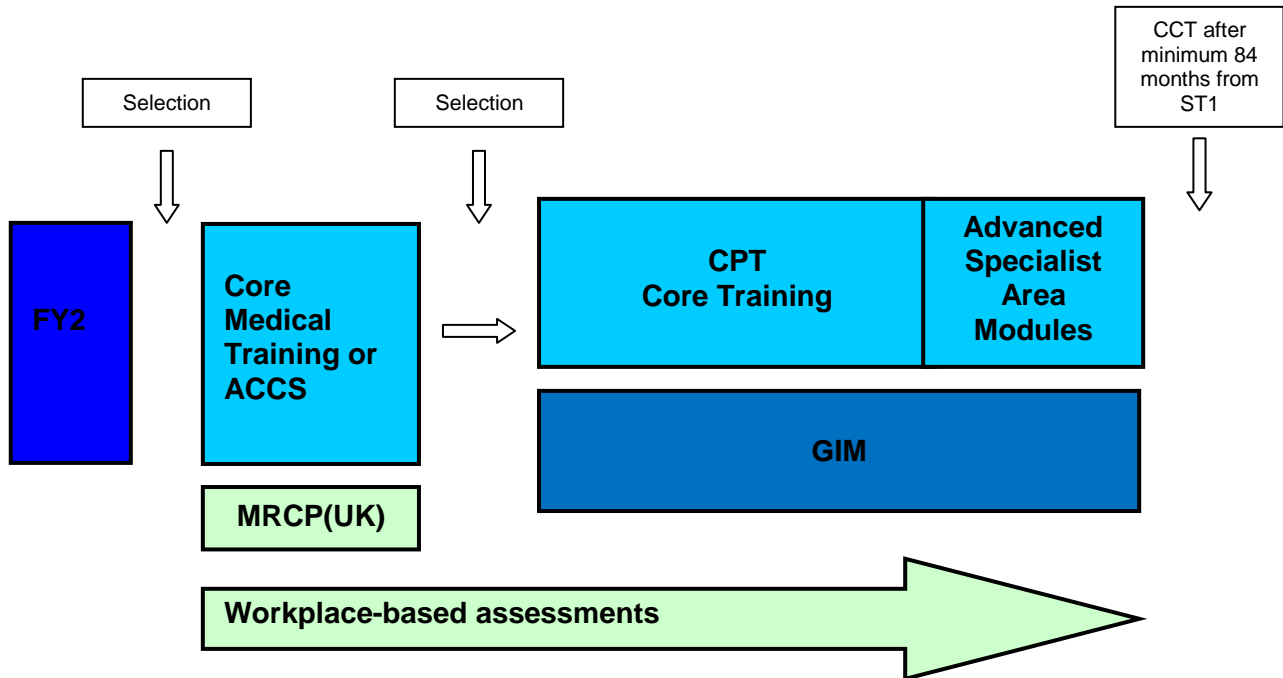 CCT after
minimum 84
months from
ST1
Selection
Selection
FY2
Core
Medical
Training or
ACCS
CPT
Core Training
Advanced
Specialist
Area
Modules
GIM
MRCP(UK)
Workplace-based assessments